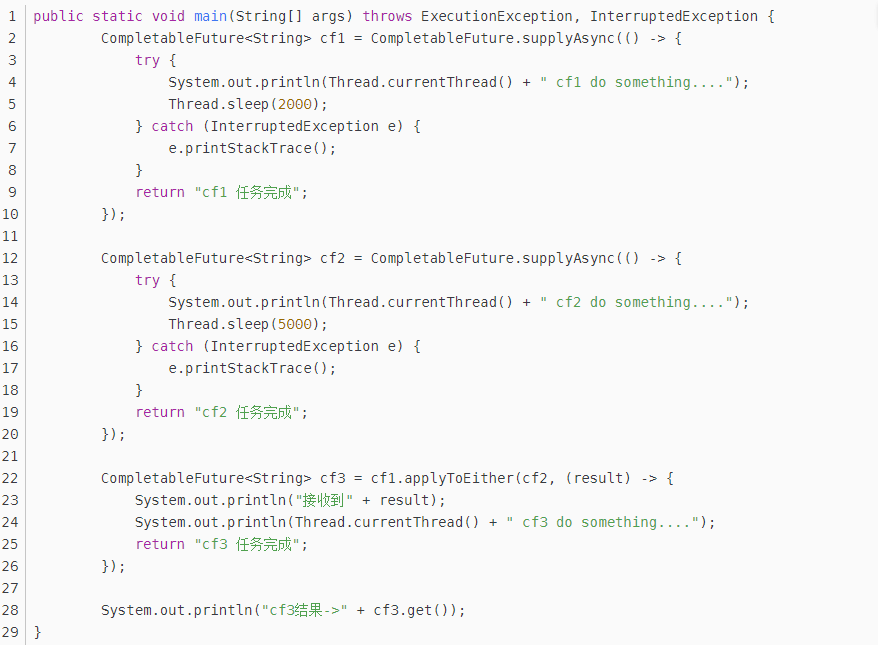 1 public static void main(String[] args) throws ExecutionException, InterruptedException {
2         CompletableFuture<String> cf1 = CompletableFuture.supplyAsync(() -> {
3             try {
4                 System.out.println(Thread.currentThread() + " cf1 do something....");
5                 Thread.sleep(2000);
6             } catch (InterruptedException e) {
7                 e.printStackTrace();
8             }
9             return "cf1 任务完成";
10         });
11
12         CompletableFuture<String> cf2 = CompletableFuture.supplyAsync(() -> {
13             try {
14                 System.out.println(Thread.currentThread() + " cf2 do something....");
15                 Thread.sleep(5000);
16             } catch (InterruptedException e) {
17                 e.printStackTrace();
18             }
19             return "cf2 任务完成";
20         });
21
22         CompletableFuture<String> cf3 = cf1.applyToEither(cf2, (result) -> {
23             System.out.println("接收到" + result);
24             System.out.println(Thread.currentThread() + " cf3 do something....");
25             return "cf3 任务完成";
26         });
27
28         System.out.println("cf3结果->" + cf3.get());
29 }